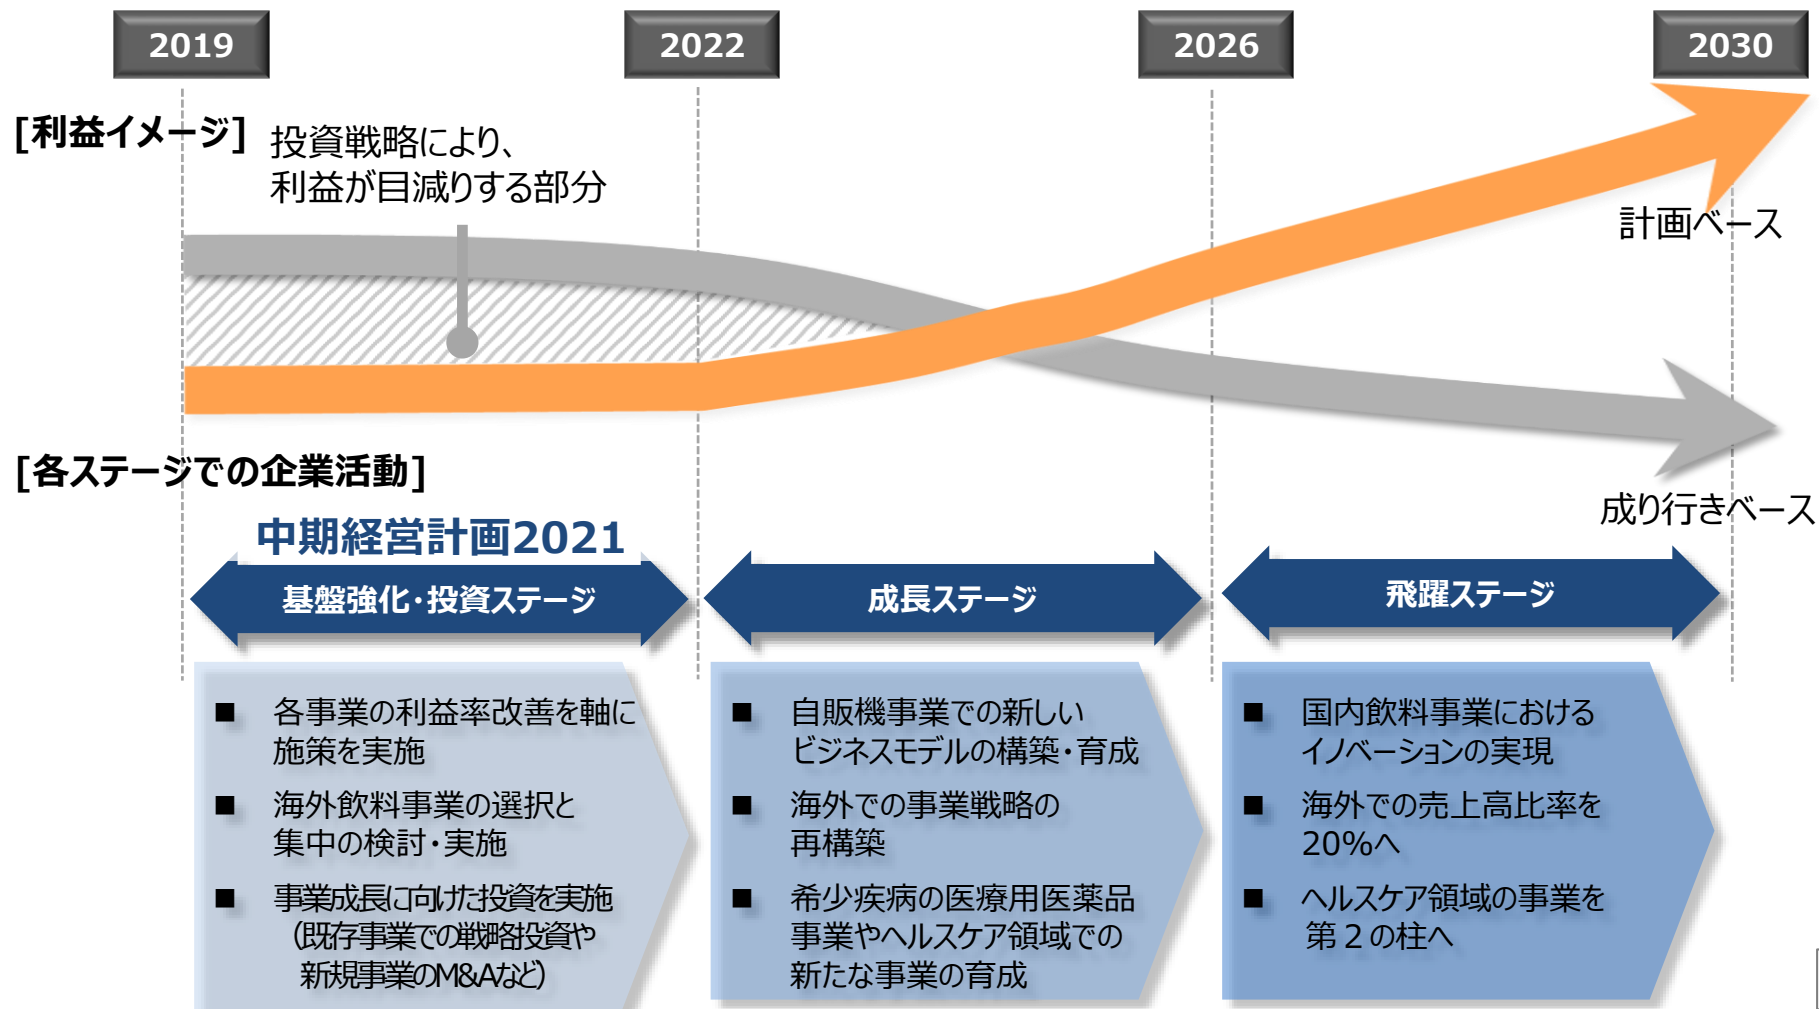 2019
2022
2026
2030
[利益イメージ]
投資戦略により、
利益が目減りする部分
計画ベース
成り行きベース
[各ステージでの企業活動]
中期経営計画2021
基盤強化・投資ステージ
成長ステージ
飛躍ステージ
■ 各事業の利益率改善を軸に
施策を実施
■ 海外飲料事業の選択と
集中の検討・実施
■ 事業成長に向けた投資を実施
（既存事業での戦略投資や
新規事業のM&Aなど）
■ 自販機事業での新しい
ビジネスモデルの構築・育成
■ 海外での事業戦略の
再構築
■ 希少疾病の医療用医薬品
事業やヘルスケア領域での
新たな事業の育成
■ 国内飲料事業における
イノベーションの実現
■ 海外での売上高比率を
20%へ
■ ヘルスケア領域の事業を
第２の柱へ